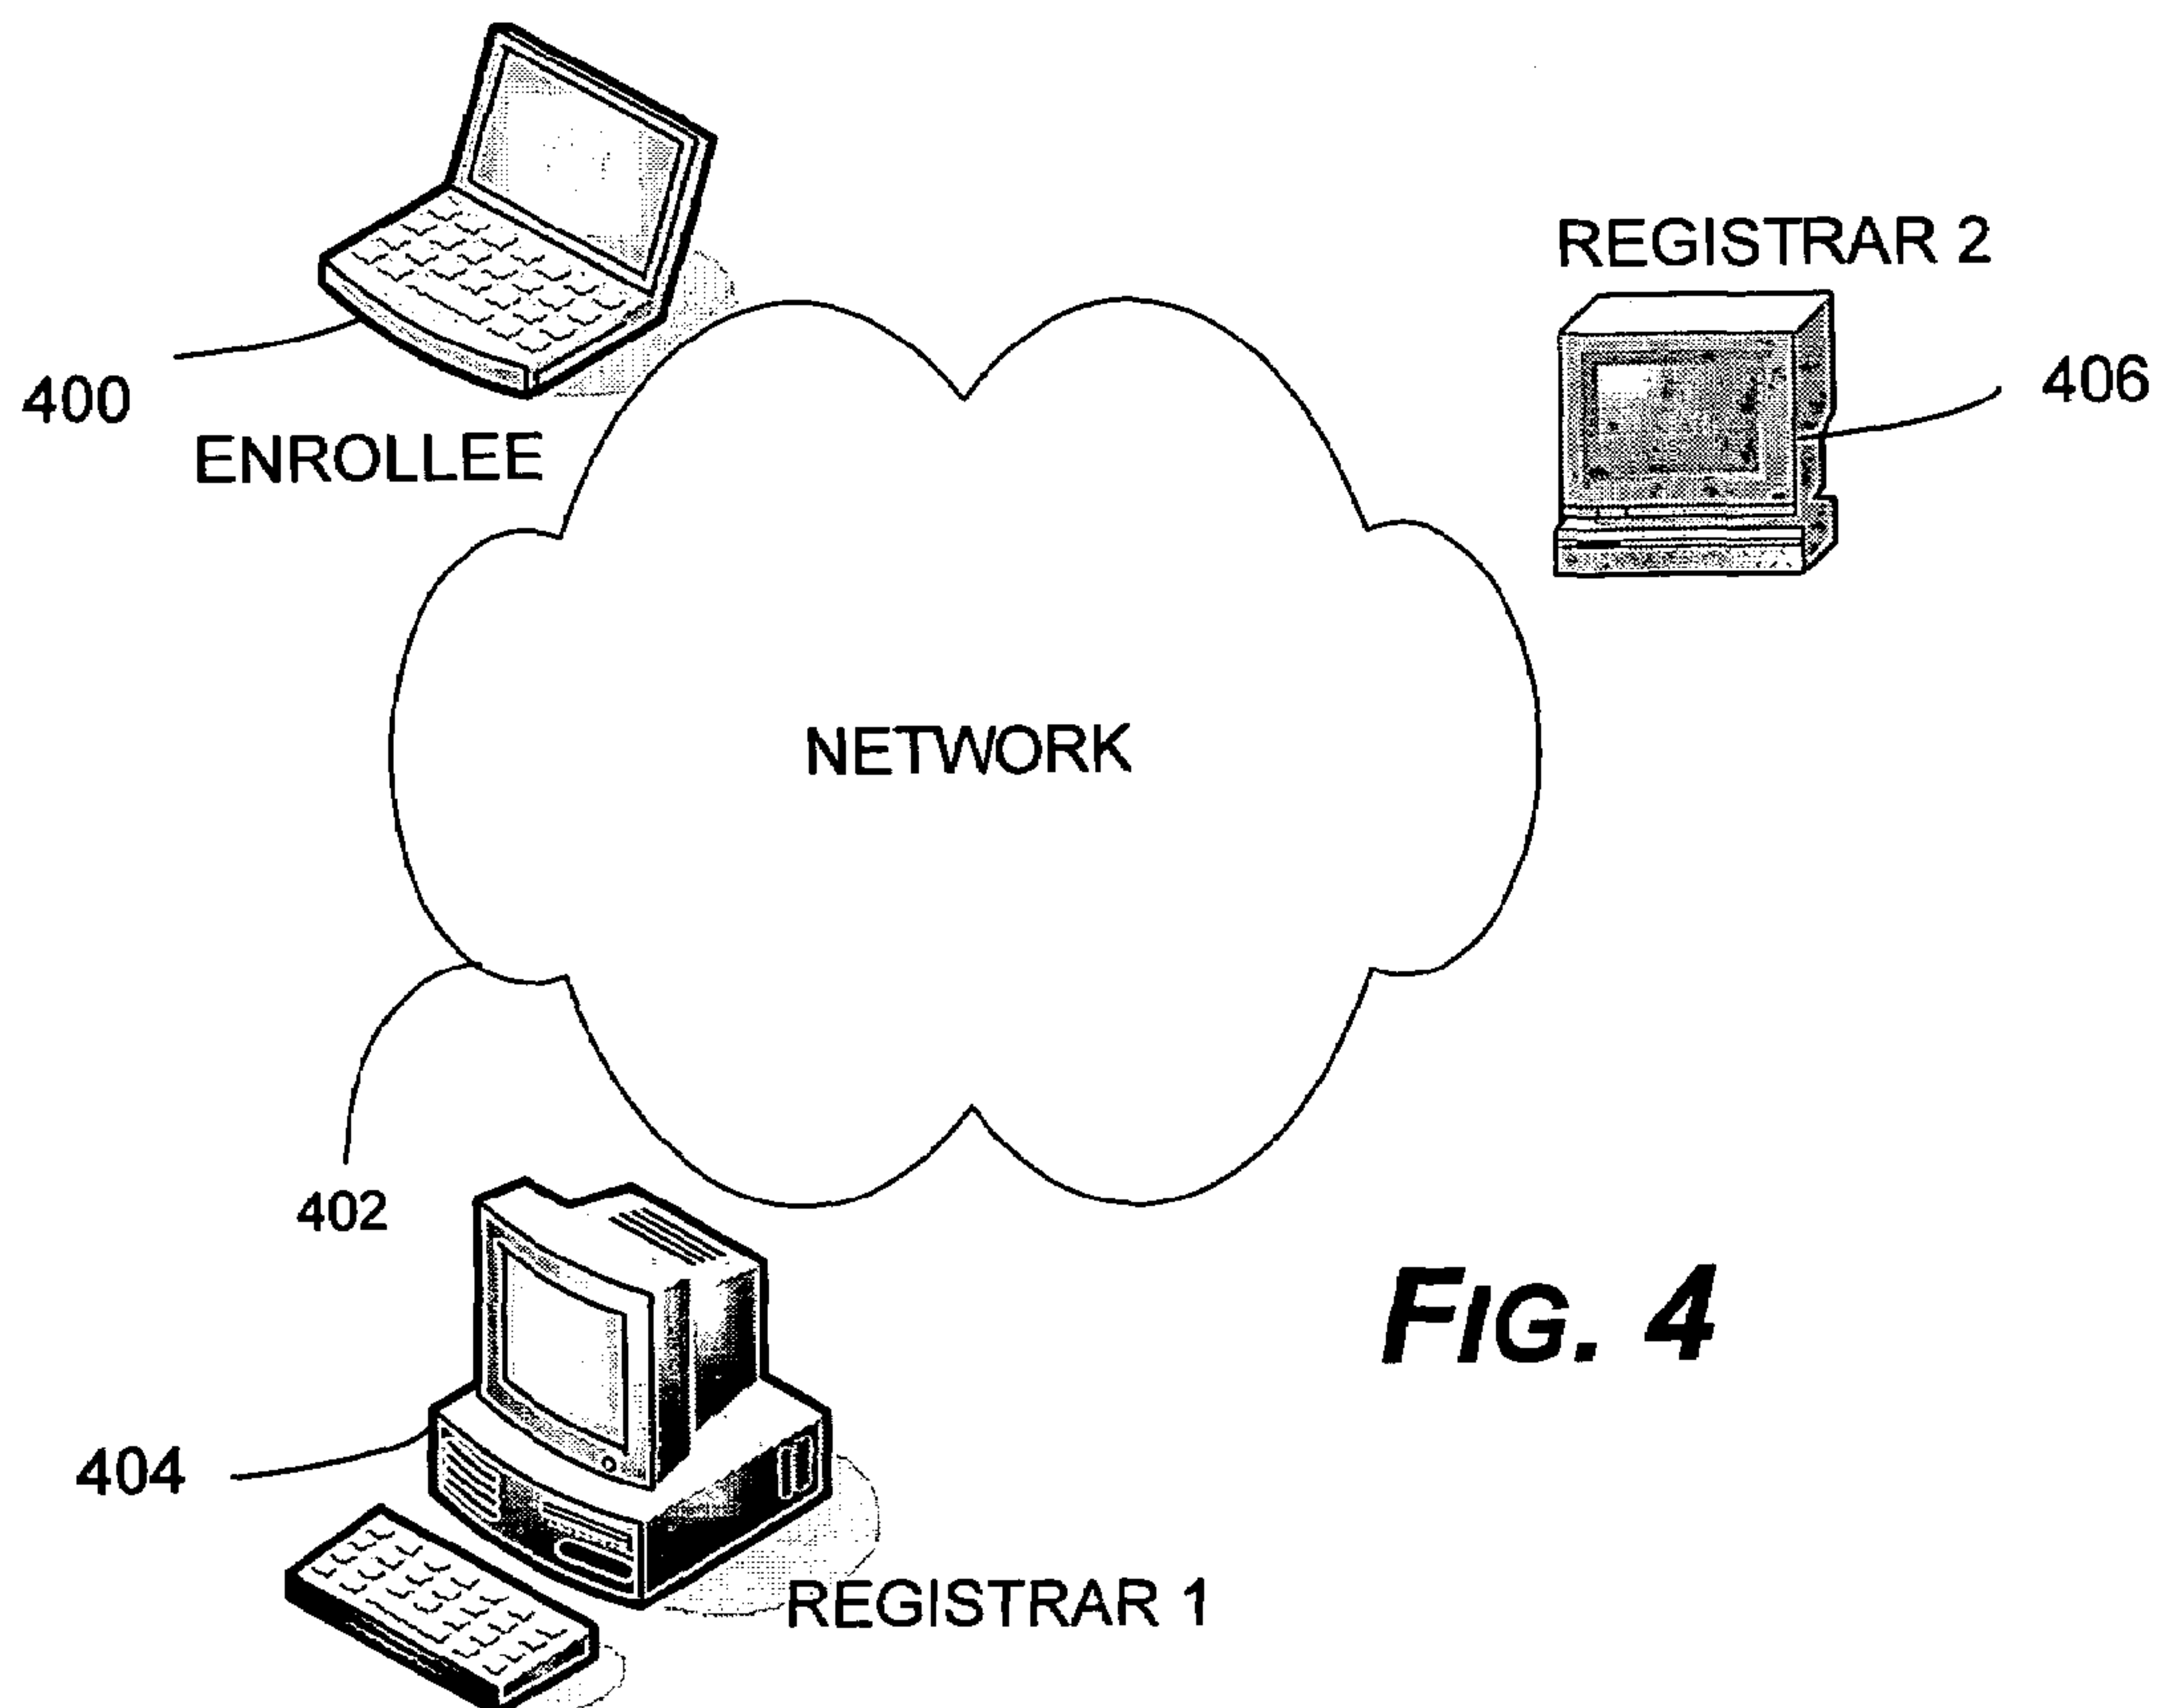 REGISTRAR 2
406
400
ENROLLEE
NETWORK
402
FIG. 4
404
REGISTRAR 1